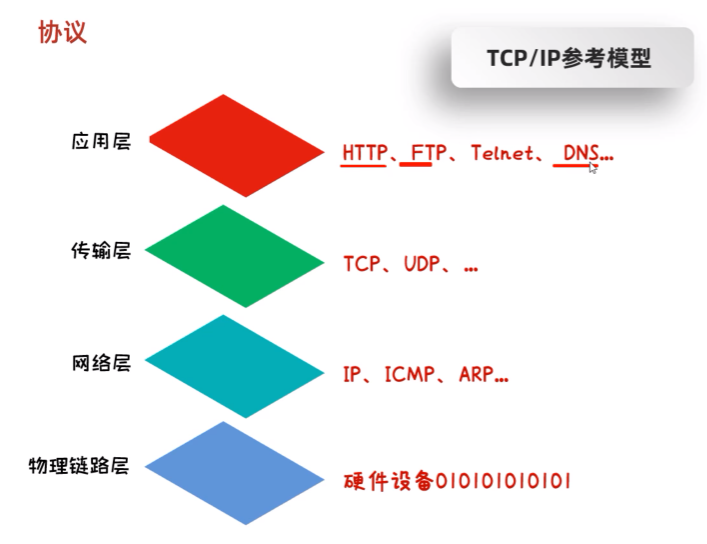 协议
TCP/IP参考模型
应用层
HTTP、FTP、Telnet、DNS...
传输层
TCP、UDP、...
网络层
IP、ICMP、ARP...
物理链路层
硬件设备010101010101